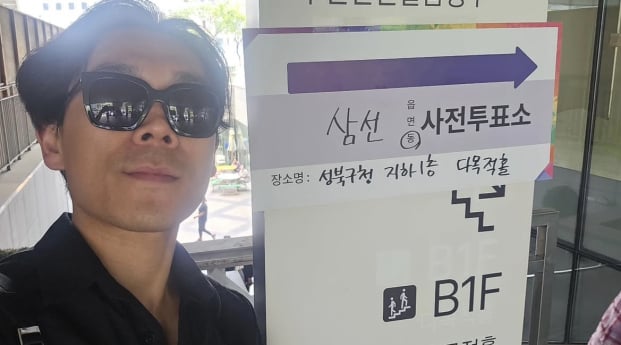 삼선 읍 면 동 사전투표소
장소명: 성북구청 지하1층 다목적홀
B1F